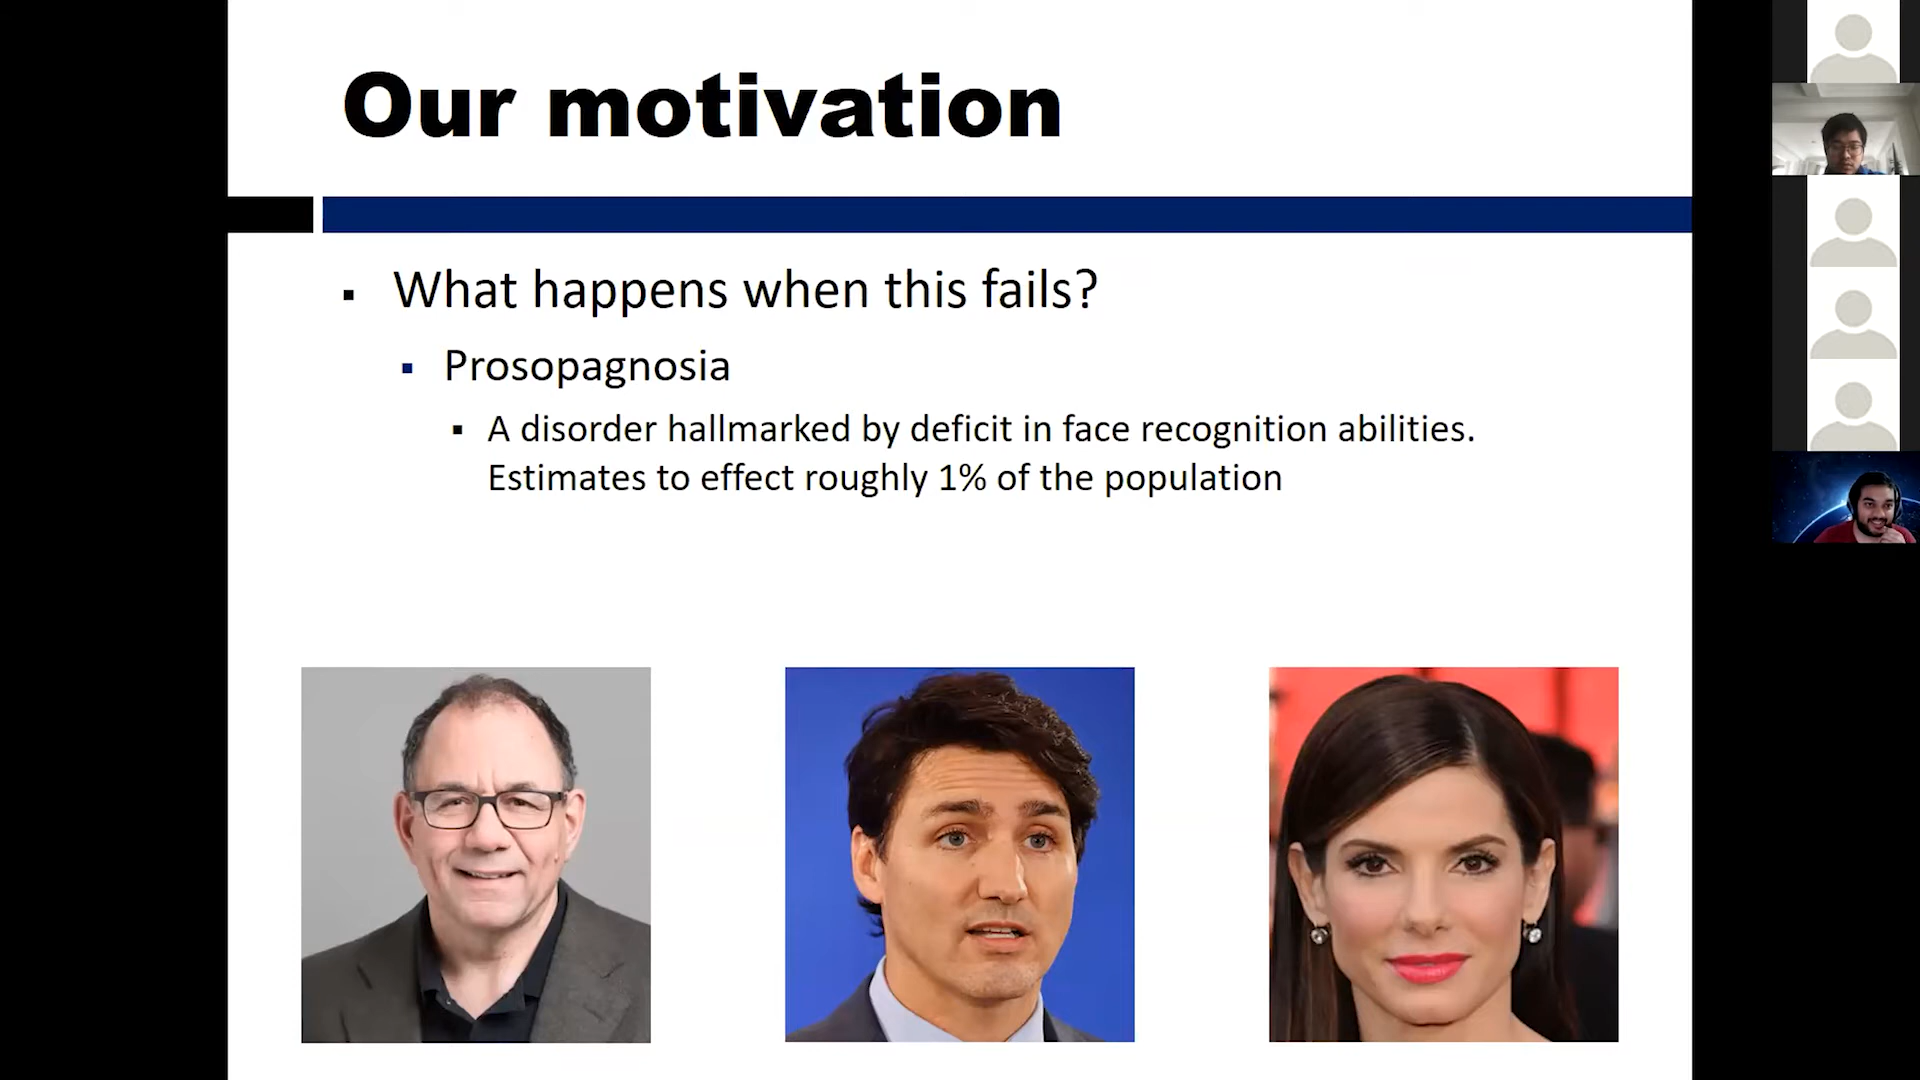 Our motivation
What happens when this fails?
Prosopagnosia
A disorder hallmarked by deficit in face recognition abilities.
Estimates to effect roughly 1% of the population